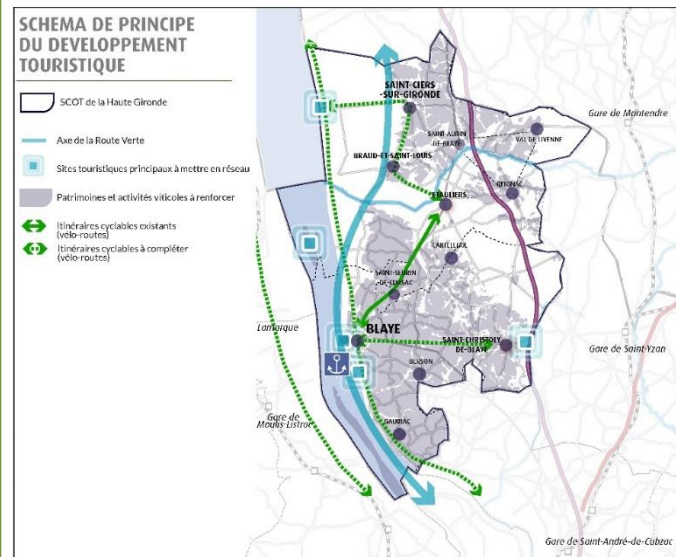 SCHEMA DE PRINCIPE
DU DEVELOPPEMENT
TOURISTIQUE
SCOT de la Haute Gironde
Axe de la Route Verte
Sites touristiques principaux à mettre en réseau
Patrimoines et activités viticoles à renforcer
Itinéraires cyclables existants
(vélo-routes)
Itinéraires cyclables à compléter
(vélo-routes)
SAINT-CIERS
-SUR-GIRONDE
Gare de Montendre
SAINT-AUBIN
DE-BLAYE
VAL DE LIVENNE
BRAUD-ET-SAINT-LOUIS
REIGNAC
ETAULIERS
CARTELEGUE
SAINT-SEURIN
-DE-CURSAC
Lamarque
BLAYE
SAINT-CHRISTOLY
DE-BLAYE
Gare de Saint-Yzan
BERSON
Gare de
Moulis-Listrac
GAURIAC
Gare de Saint-André-de-Cubzac